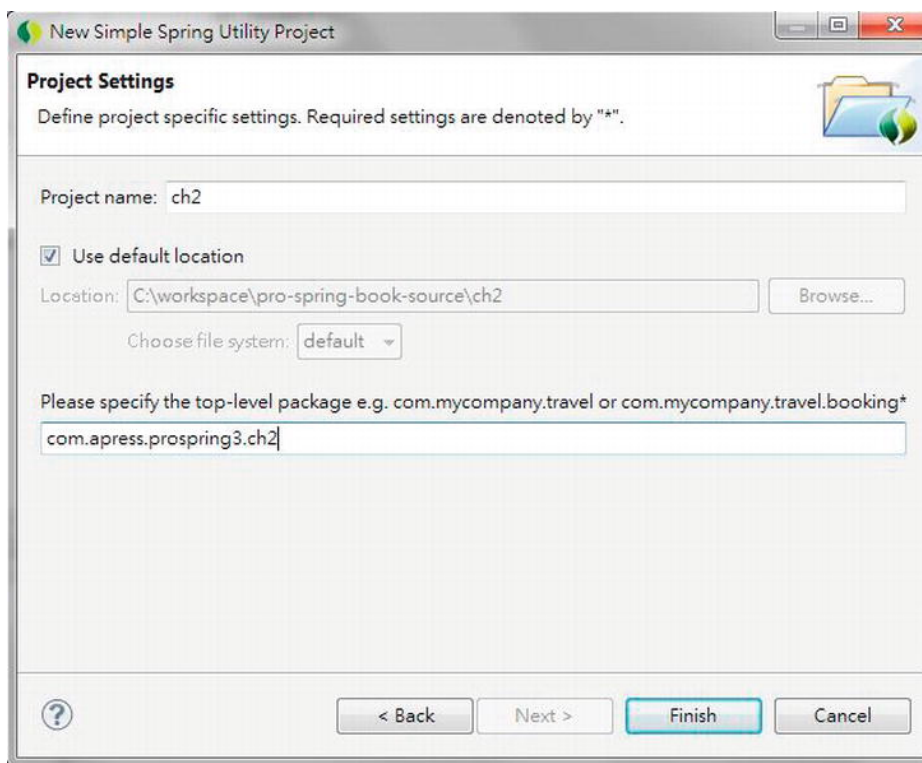 New Simple Spring Utility Project
Project Settings
Define project specific settings. Required settings are denoted by "*".
Project name: ch2
Use default location
Location: C:\workspace\pro-spring-book-source\ch2 Browse...
Choose file system: default
Please specify the top-level package e.g. com.mycompany.travel or com.mycompany.travel.booking*
com.apress.prospring3.ch2
? < Back Next > Finish Cancel